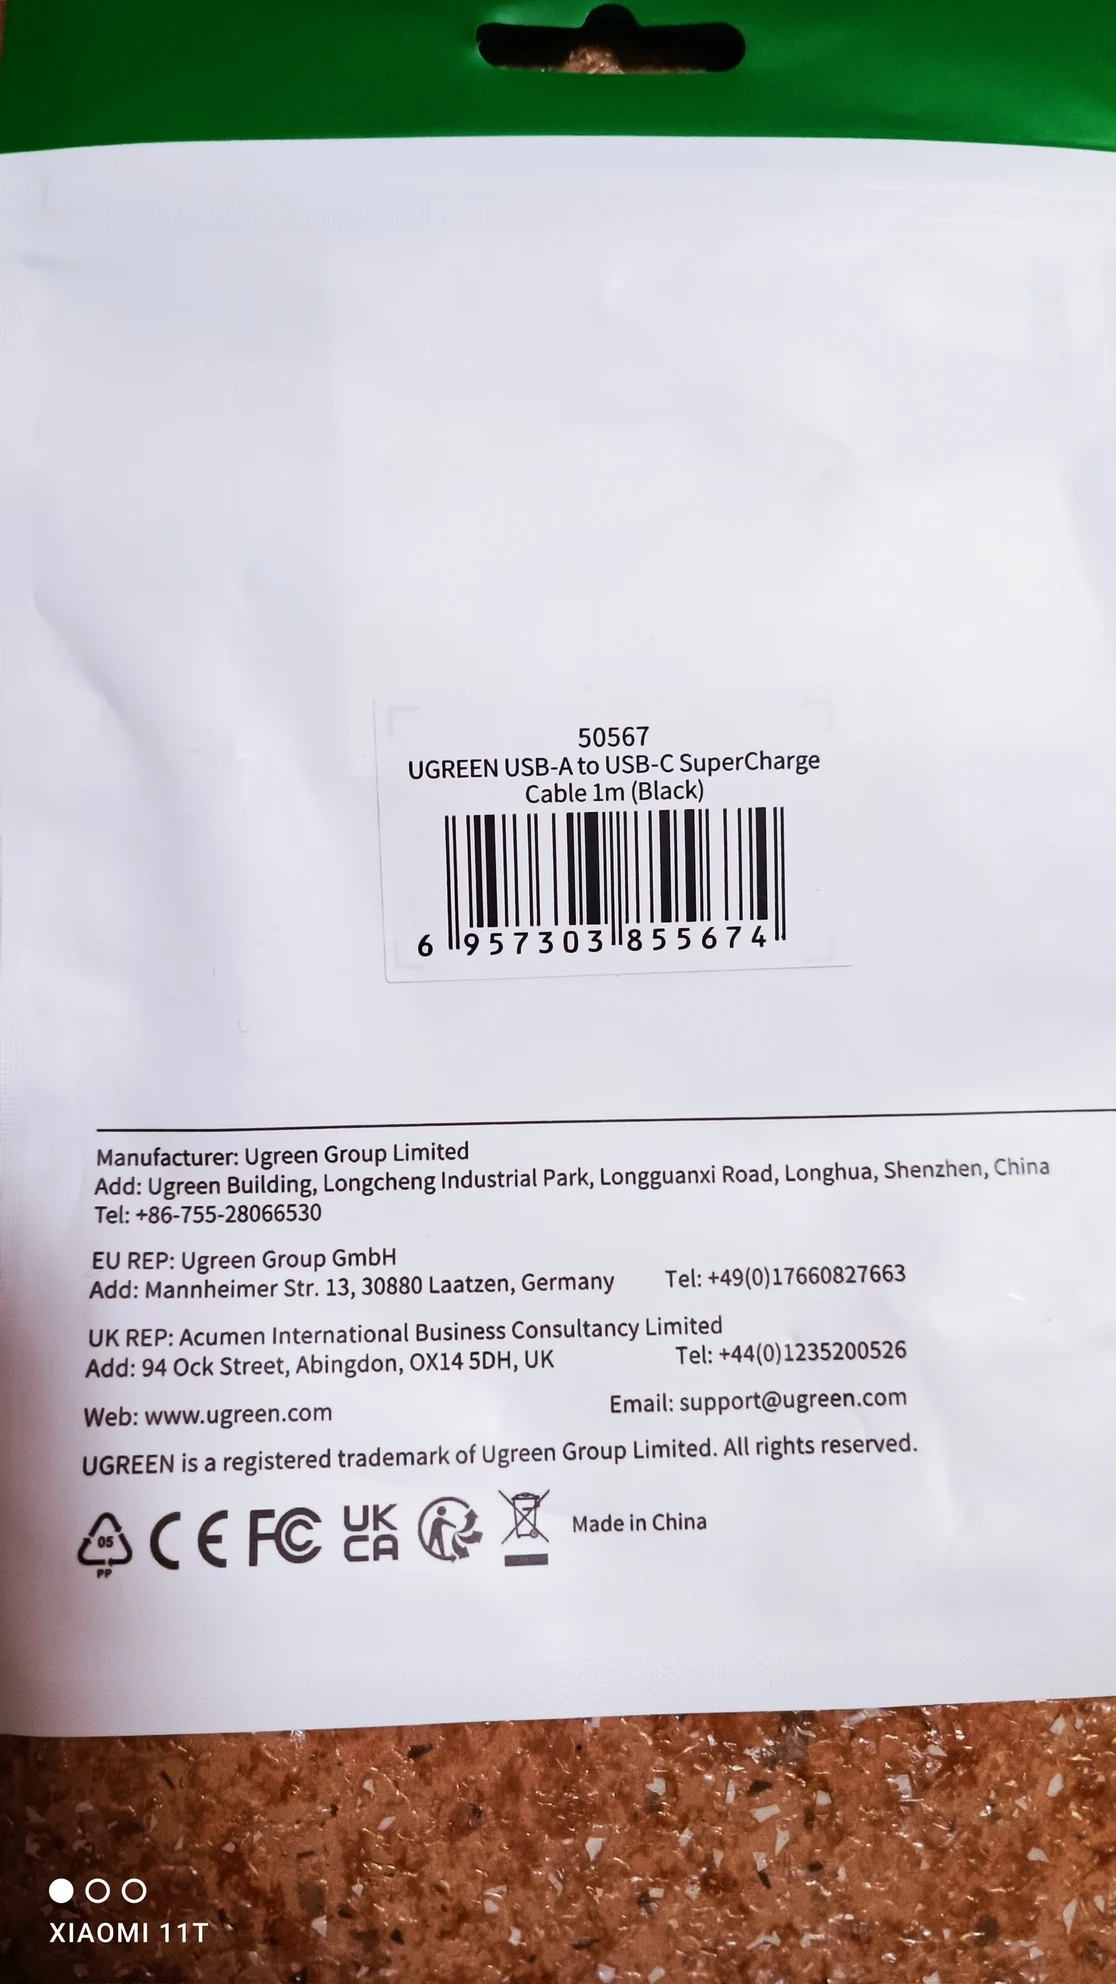 50567
UGREEN USB-A to USB-C SuperCharge
Cable 1m (Black)
6 957303 855674
Manufacturer: Ugreen Group Limited
Add: Ugreen Building, Longcheng Industrial Park, Longguanxi Road, Longhua, Shenzhen, China
Tel: +86-755-28066530
EU REP: Ugreen Group GmbH
Add: Mannheimer Str. 13, 30880 Laatzen, Germany Tel: +49(0)17660827663
UK REP: Acumen International Business Consultancy Limited
Add: 94 Ock Street, Abingdon, OX14 5DH, UK Tel: +44(0)1235200526
Web: www.ugreen.com Email: support@ugreen.com
UGREEN is a registered trademark of Ugreen Group Limited. All rights reserved.
05
PP
CE FC UK
CA
Made in China
XIAOMI 11T